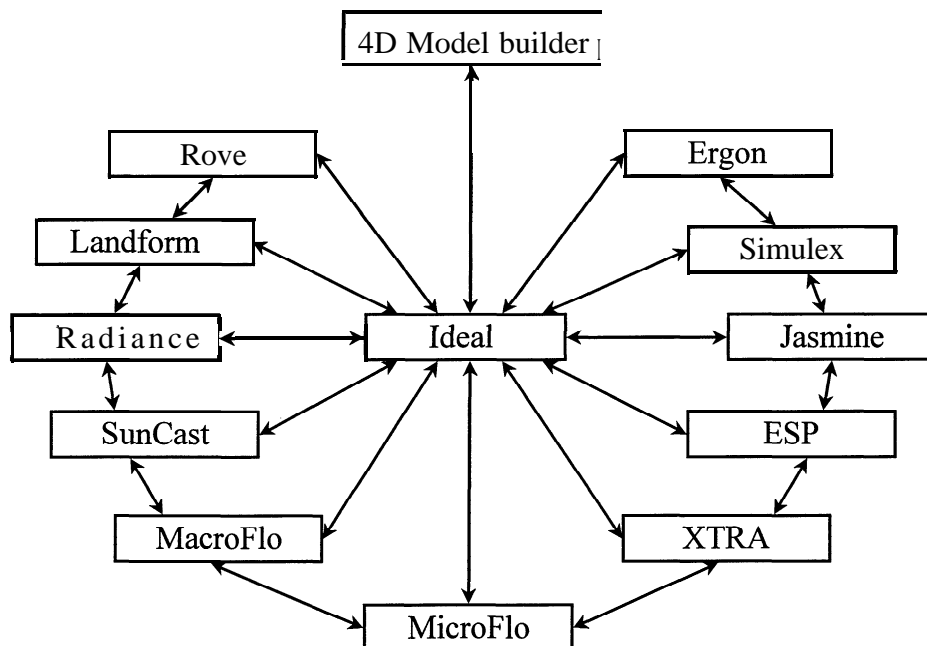 4D Model builder
Rove
Ergon
Landform
Simulex
Radiance
Ideal
Jasmine
SunCast
ESP
MacroFlo
XTRA
MicroFlo